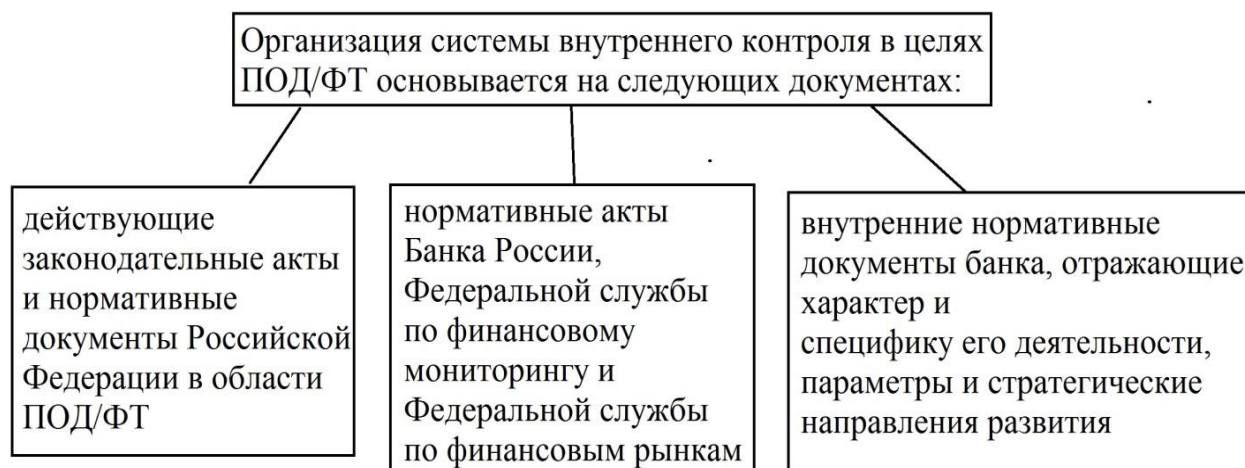 Организация системы внутреннего контроля в целях
ПОД/ФТ основывается на следующих документах:
действующие
законодательные акты
и нормативные
документы Российской
Федерации в области
ПОД/ФТ
нормативные акты
Банка России,
Федеральной службы
по финансовому
мониторингу и
Федеральной службы
по финансовым рынкам
внутренние нормативные
документы банка, отражающие
характер и
специфику его деятельности,
параметры и стратегические
направления развития